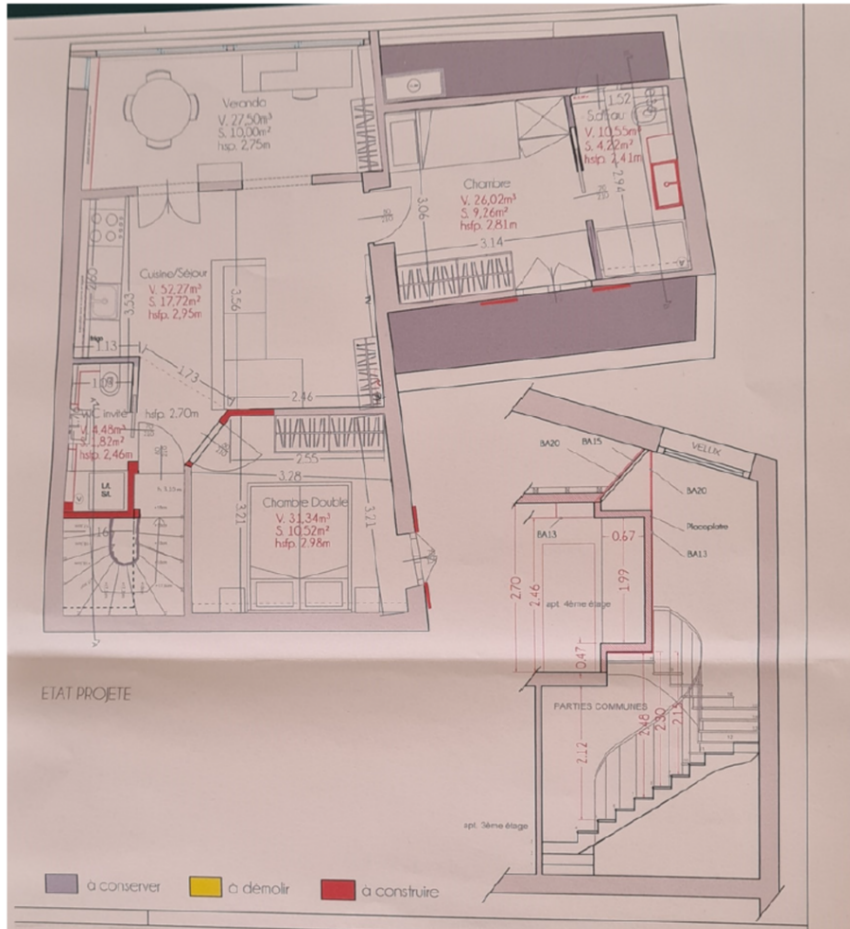 Veranda
V. 27,50m³
S. 10,00m²
hsp. 2,75m
1.52
S.d'eau
V. 10,55m³
S. 4,22m²
hsfp. 2,41m
2.94
Chambre
V. 26,02m³
S. 9,26m²
hsfp. 2,81m
3.06
3.14
Cuisine/Séjour
V. 52,27m³
S. 17,72m²
hsfp. 2,95m
3.53
3.56
1.13
1.73
2.46
WC invité
V. 4,48m³
S. 1,82m²
hsfp. 2,46m
hsfp. 2,70m
2.55
3.28
3.21
3.21
Chambre Double
V. 31,34m³
S. 10,52m²
hsfp. 2,98m
VELUX
BA20
BA15
BA20
Placoplatre
BA13
BA13
0.67
2.70
2.46
1.99
apt. 4ème étage
0.47
PARTIES COMMUNES
2.48
2.30
2.15
2.12
apt. 3ème étage
ETAT PROJETE
à conserver
à démolir
à construire